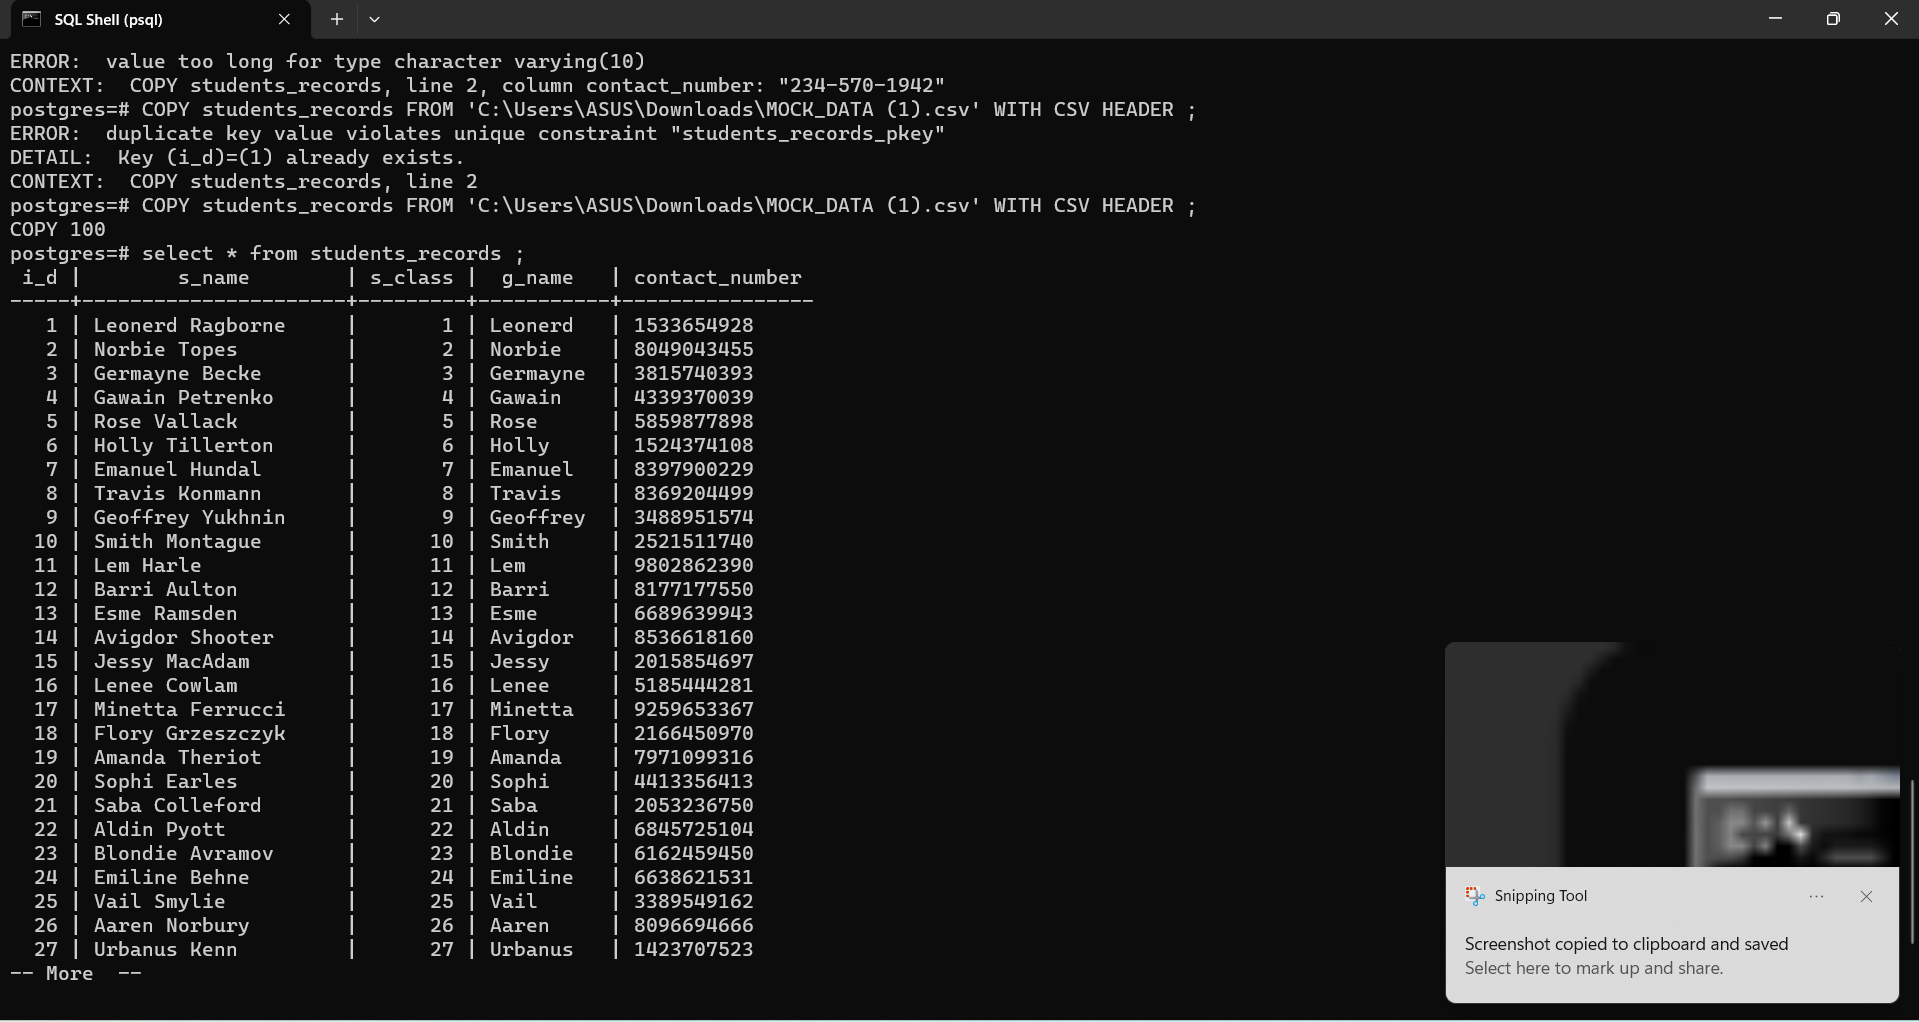 SQL Shell (psql)
ERROR:  value too long for type character varying(10)
CONTEXT:  COPY students_records, line 2, column contact_number: "234-570-1942"
postgres=# COPY students_records FROM 'C:\Users\ASUS\Downloads\MOCK_DATA (1).csv' WITH CSV HEADER ;
ERROR:  duplicate key value violates unique constraint "students_records_pkey"
DETAIL:  Key (i_d)=(1) already exists.
CONTEXT:  COPY students_records, line 2
postgres=# COPY students_records FROM 'C:\Users\ASUS\Downloads\MOCK_DATA (1).csv' WITH CSV HEADER ;
COPY 100
postgres=# select * from students_records ;
 i_d |        s_name        | s_class |  g_name   | contact_number
-----+----------------------+---------+-----------+----------------
   1 | Leonerd Ragborne     |       1 | Leonerd   | 1533654928
   2 | Norbie Topes         |       2 | Norbie    | 8049043455
   3 | Germayne Becke       |       3 | Germayne  | 3815740393
   4 | Gawain Petrenko      |       4 | Gawain    | 4339370039
   5 | Rose Vallack         |       5 | Rose      | 5859877898
   6 | Holly Tillerton      |       6 | Holly     | 1524374108
   7 | Emanuel Hundal       |       7 | Emanuel   | 8397900229
   8 | Travis Konmann       |       8 | Travis    | 8369204499
   9 | Geoffrey Yukhnin     |       9 | Geoffrey  | 3488951574
  10 | Smith Montague       |      10 | Smith     | 2521511740
  11 | Lem Harle            |      11 | Lem       | 9802862390
  12 | Barri Aulton         |      12 | Barri     | 8177177550
  13 | Esme Ramsden         |      13 | Esme      | 6689639943
  14 | Avigdor Shooter      |      14 | Avigdor   | 8536618160
  15 | Jessy MacAdam        |      15 | Jessy     | 2015854697
  16 | Lenee Cowlam         |      16 | Lenee     | 5185444281
  17 | Minetta Ferrucci     |      17 | Minetta   | 9259653367
  18 | Flory Grzeszczyk     |      18 | Flory     | 2166450970
  19 | Amanda Theriot       |      19 | Amanda    | 7971099316
  20 | Sophi Earles         |      20 | Sophi     | 4413356413
  21 | Saba Colleford       |      21 | Saba      | 2053236750
  22 | Aldin Pyott          |      22 | Aldin     | 6845725104
  23 | Blondie Avramov      |      23 | Blondie   | 6162459450
  24 | Emiline Behne        |      24 | Emiline   | 6638621531
  25 | Vail Smylie          |      25 | Vail      | 3389549162
  26 | Aaren Norbury        |      26 | Aaren     | 8096694666
  27 | Urbanus Kenn         |      27 | Urbanus   | 1423707523
-- More  --
Snipping Tool
Screenshot copied to clipboard and saved
Select here to mark up and share.